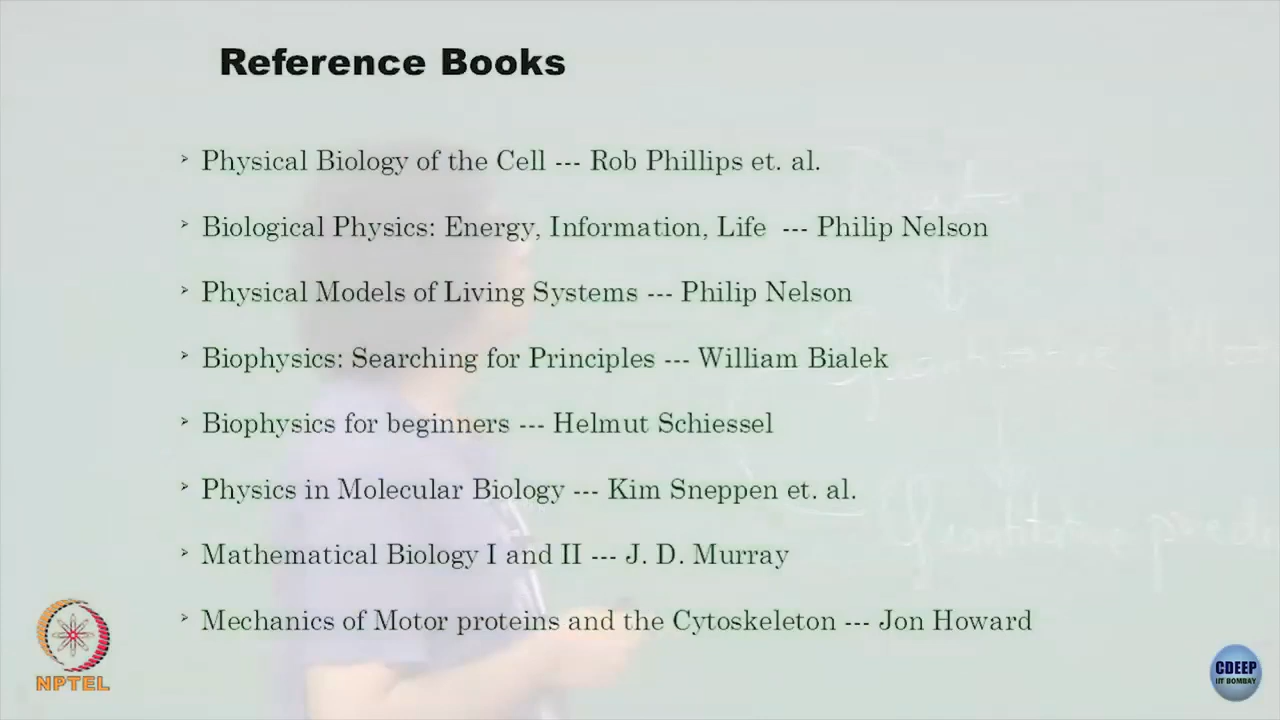 Reference Books
Physical Biology of the Cell --- Rob Phillips et. al.
Biological Physics: Energy, Information, Life --- Philip Nelson
Physical Models of Living Systems --- Philip Nelson
Biophysics: Searching for Principles --- William Bialek
Biophysics for beginners --- Helmut Schiessel
Physics in Molecular Biology --- Kim Sneppen et. al.
Mathematical Biology I and II --- J. D. Murray
Mechanics of Motor proteins and the Cytoskeleton --- Jon Howard
NPTEL
CDEEP
IIT BOMBAY
Quantitative